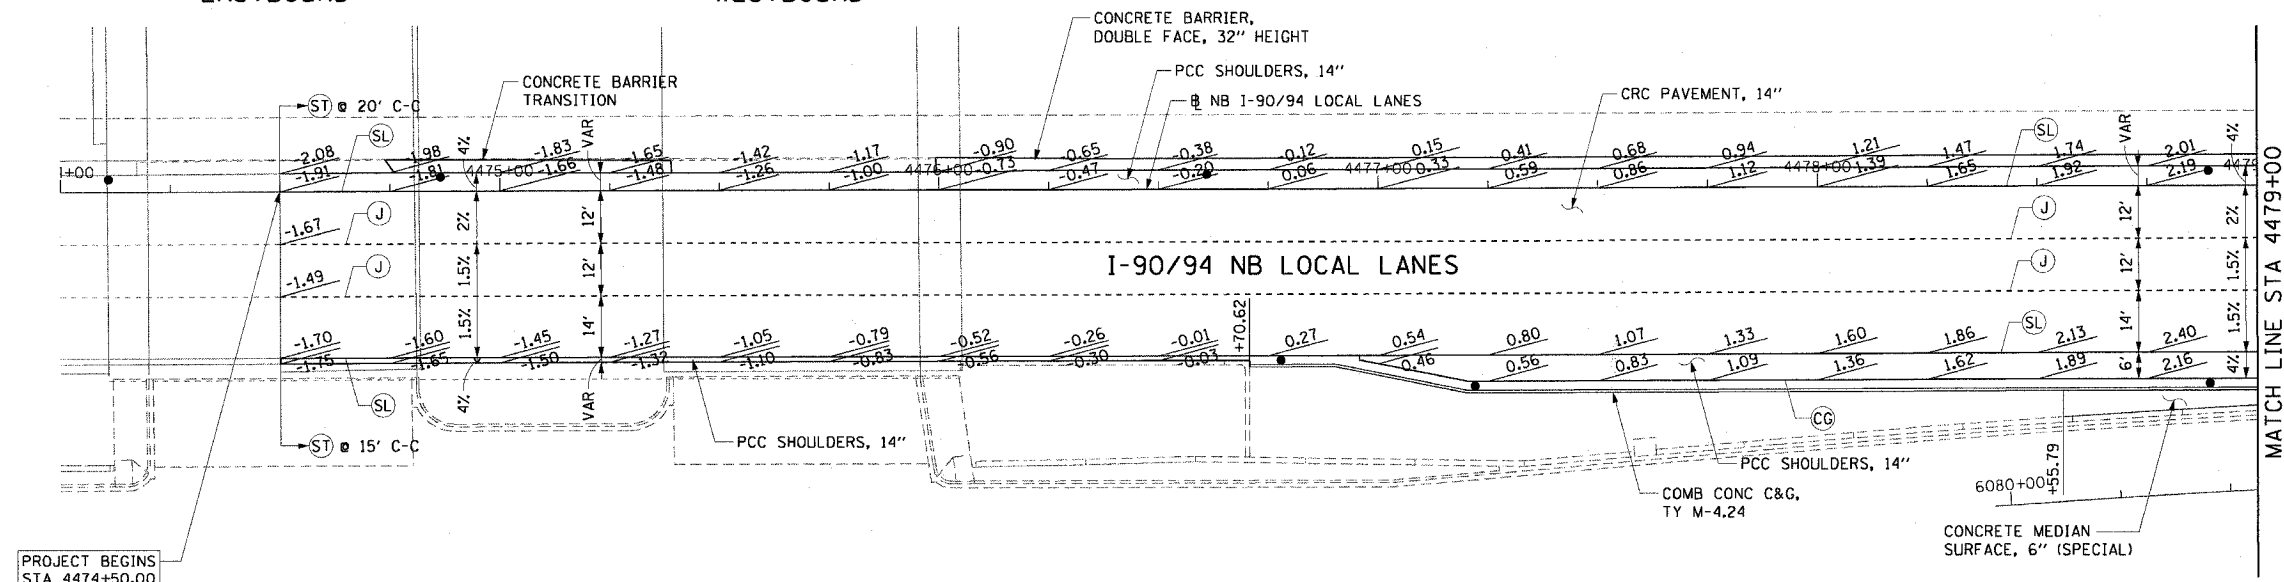 CONCRETE BARRIER,
DOUBLE FACE, 32" HEIGHT
PCC SHOULDERS, 14"
CONCRETE BARRIER
TRANSITION
ST @ 20' C-C
℄ NB I-90/94 LOCAL LANES
CRC PAVEMENT, 14"
SL
4%
VAR
SL
VAR
4%
-2.08 -1.98 -1.83 -1.65 -1.42 -1.17 -0.90 -0.65 -0.38 -0.12 0.15 0.41 0.68 0.94 1.21 1.47 1.74 2.01
1+00 4475+00 4476+00 4477+00 4478+00
-1.91 -1.81 -1.66 -1.48 -1.26 -1.00 -0.73 -0.47 -0.20 0.06 0.33 0.59 0.86 1.12 1.39 1.65 1.92 2.19
J
2%
12'
J
12'
2%
-1.67
J
1.5%
12'
I-90/94 NB LOCAL LANES
J
12'
1.5%
-1.49
1.5%
14'
+70.62
SL
14'
1.5%
-1.70 -1.60 -1.45 -1.27 -1.05 -0.79 -0.52 -0.26 -0.01 0.27 0.54 0.80 1.07 1.33 1.60 1.86 2.13 2.40
-1.75 -1.65 -1.50 -1.32 -1.10 -0.83 -0.56 -0.30 -0.03 0.46 0.56 0.83 1.09 1.36 1.62 1.89 2.16
6'
4%
SL
4%
VAR
CG
ST @ 15' C-C
PCC SHOULDERS, 14"
PCC SHOULDERS, 14"
COMB CONC C&G,
TY M-4.24
6080+00
+55.79
CONCRETE MEDIAN
SURFACE, 6" (SPECIAL)
MATCH LINE STA 4479+00
PROJECT BEGINS
STA 4474+50.00